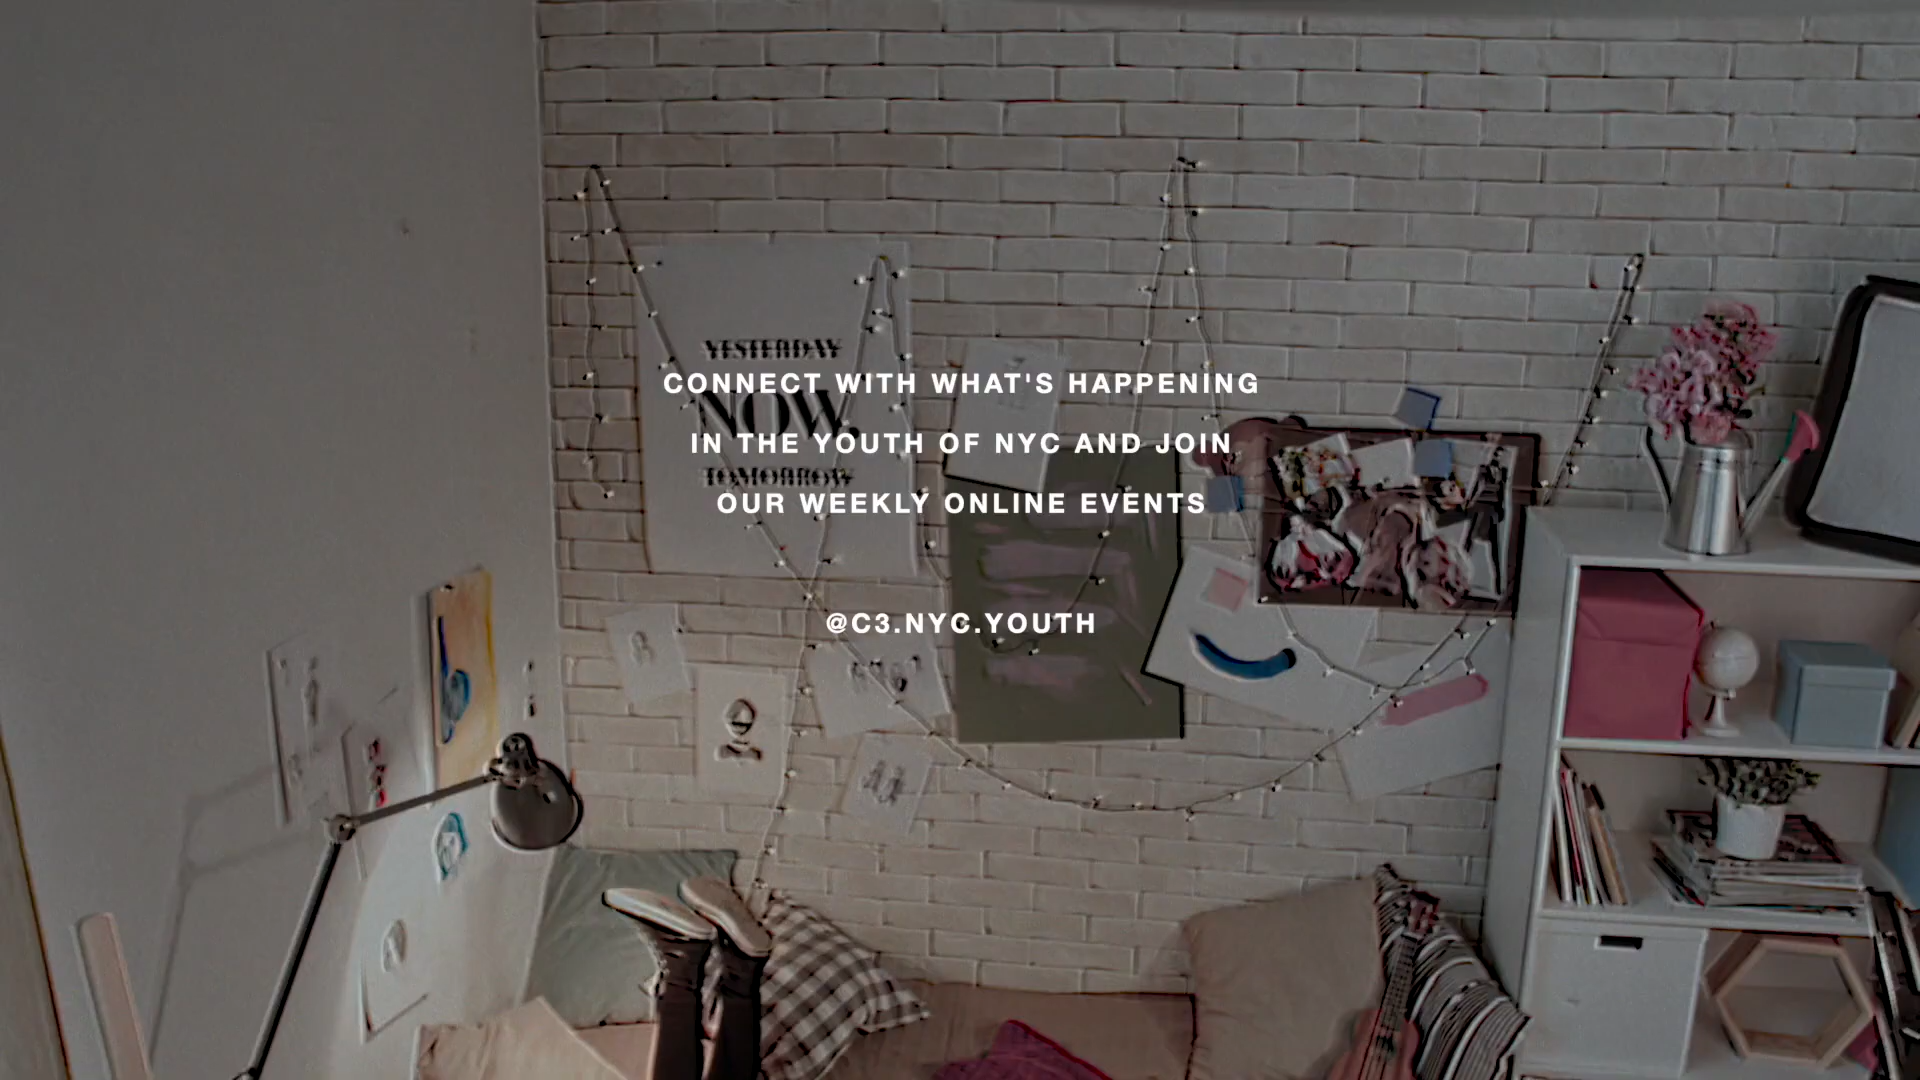 YESTERDAY
CONNECT WITH WHAT'S HAPPENING
NOW.
IN THE YOUTH OF NYC AND JOIN
TOMORROW
OUR WEEKLY ONLINE EVENTS
@C3.NYC.YOUTH